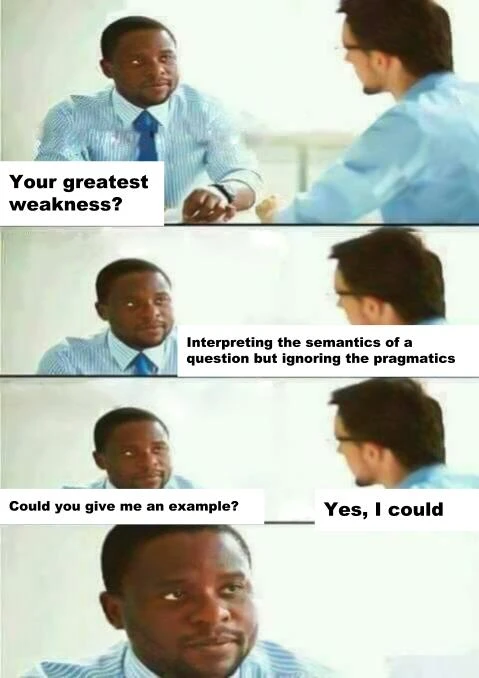 Your greatest
weakness?
Interpreting the semantics of a
question but ignoring the pragmatics
Could you give me an example?
Yes, I could